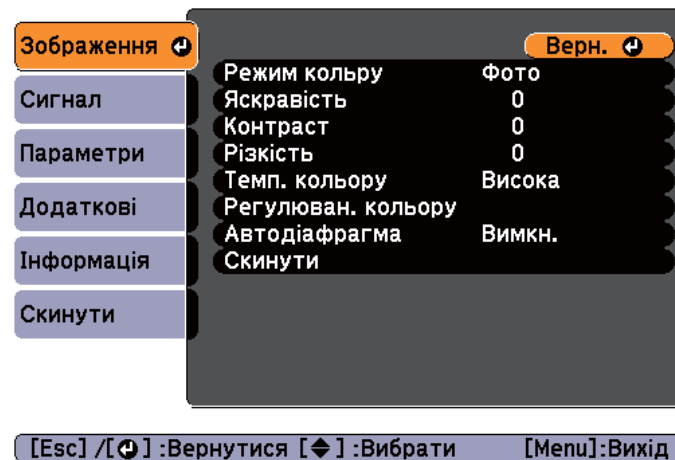 Зображення
Верн.
Режим кольру Фото
Яскравість 0
Контраст 0
Різкість 0
Темп. кольору Висока
Регулюван. кольору
Автодіафрагма Вимкн.
Скинути
Сигнал
Параметри
Додаткові
Інформація
Скинути
[Esc] /[ ] :Вернутися [ ] :Вибрати [Menu]:Вихід